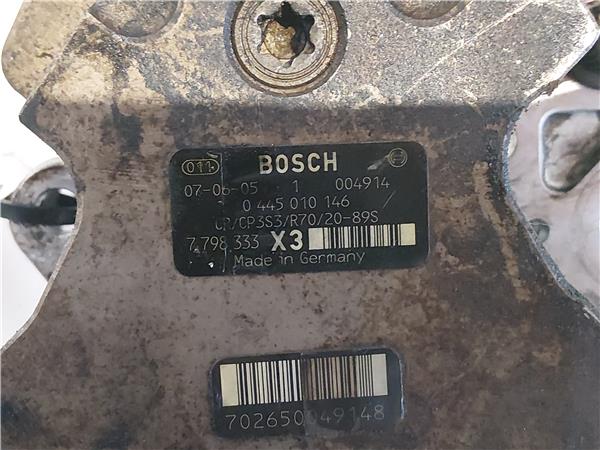 011 BOSCH
07-06-05 1 004914
0 445 010 146
CR/CP3S3/R70/20-89S
7 798 333 X3
Made in Germany
702650049148